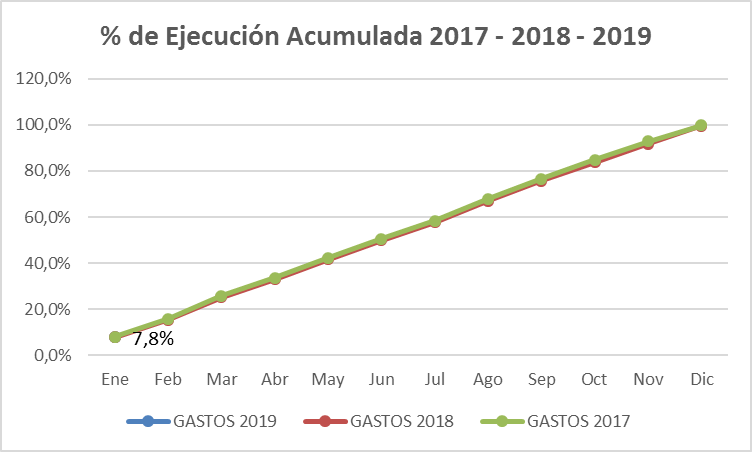 % de Ejecución Acumulada 2017 - 2018 - 2019
120,0%
100,0%
80,0%
60,0%
40,0%
20,0%
0,0%
7,8%
Ene Feb Mar Abr May Jun Jul Ago Sep Oct Nov Dic
GASTOS 2019 GASTOS 2018 GASTOS 2017